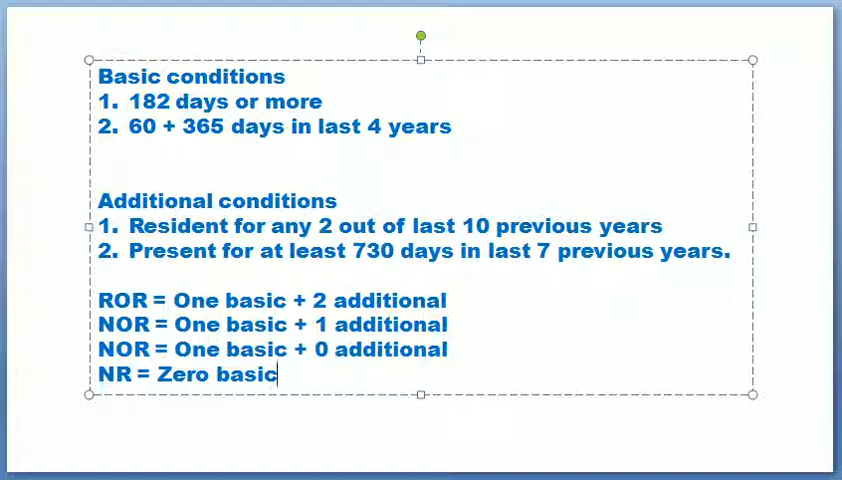 Basic conditions
1. 182 days or more
2. 60 + 365 days in last 4 years
Additional conditions
1. Resident for any 2 out of last 10 previous years
2. Present for at least 730 days in last 7 previous years.
ROR = One basic + 2 additional
NOR = One basic + 1 additional
NOR = One basic + 0 additional
NR = Zero basic